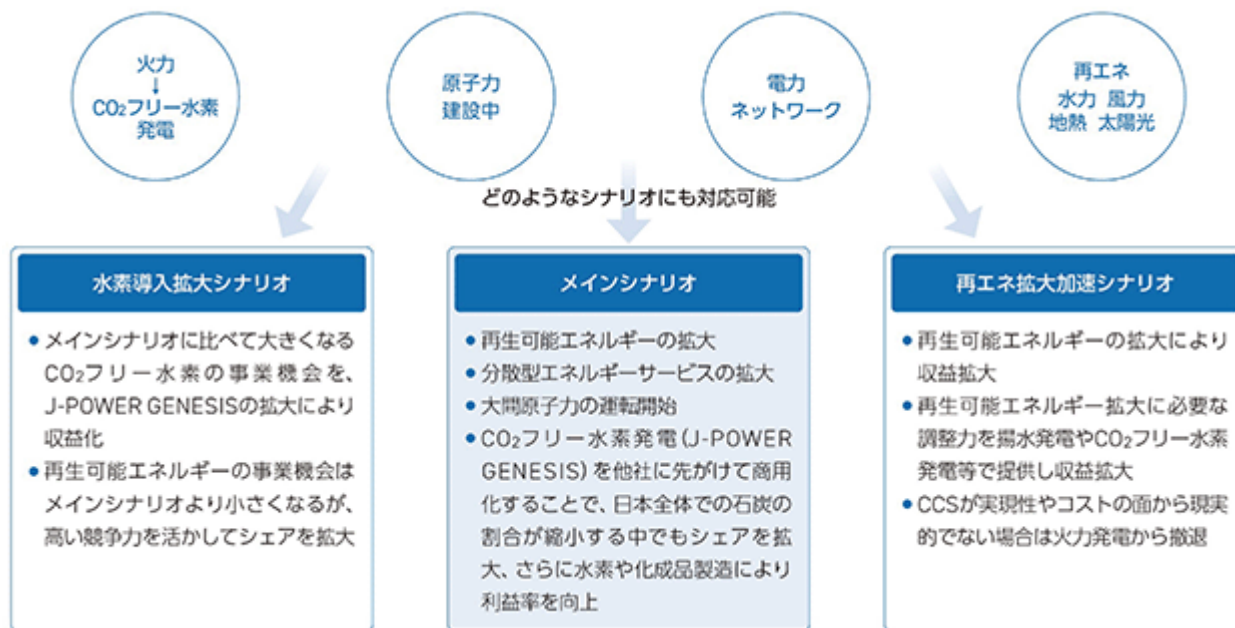 火力
↓
CO₂フリー水素
発電
原子力
建設中
電力
ネットワーク
再エネ
水力 風力
地熱 太陽光
どのようなシナリオにも対応可能
水素導入拡大シナリオ
● メインシナリオに比べて大きくなる
CO₂フリー水素の事業機会を、
J-POWER GENESISの拡大により
収益化
● 再生可能エネルギーの事業機会は
メインシナリオより小さくなるが、
高い競争力を活かしてシェアを拡大
メインシナリオ
● 再生可能エネルギーの拡大
● 分散型エネルギーサービスの拡大
● 大間原子力の運転開始
● CO₂フリー水素発電(J-POWER
GENESIS)を他社に先がけて商用
化することで、日本全体での石炭の
割合が縮小する中でもシェアを拡
大、さらに水素や化成品製造により
利益率を向上
再エネ拡大加速シナリオ
● 再生可能エネルギーの拡大により
収益拡大
● 再生可能エネルギー拡大に必要な
調整力を揚水発電やCO₂フリー水素
発電等で提供し収益拡大
● CCSが実現性やコストの面から現実
的でない場合は火力発電から撤退